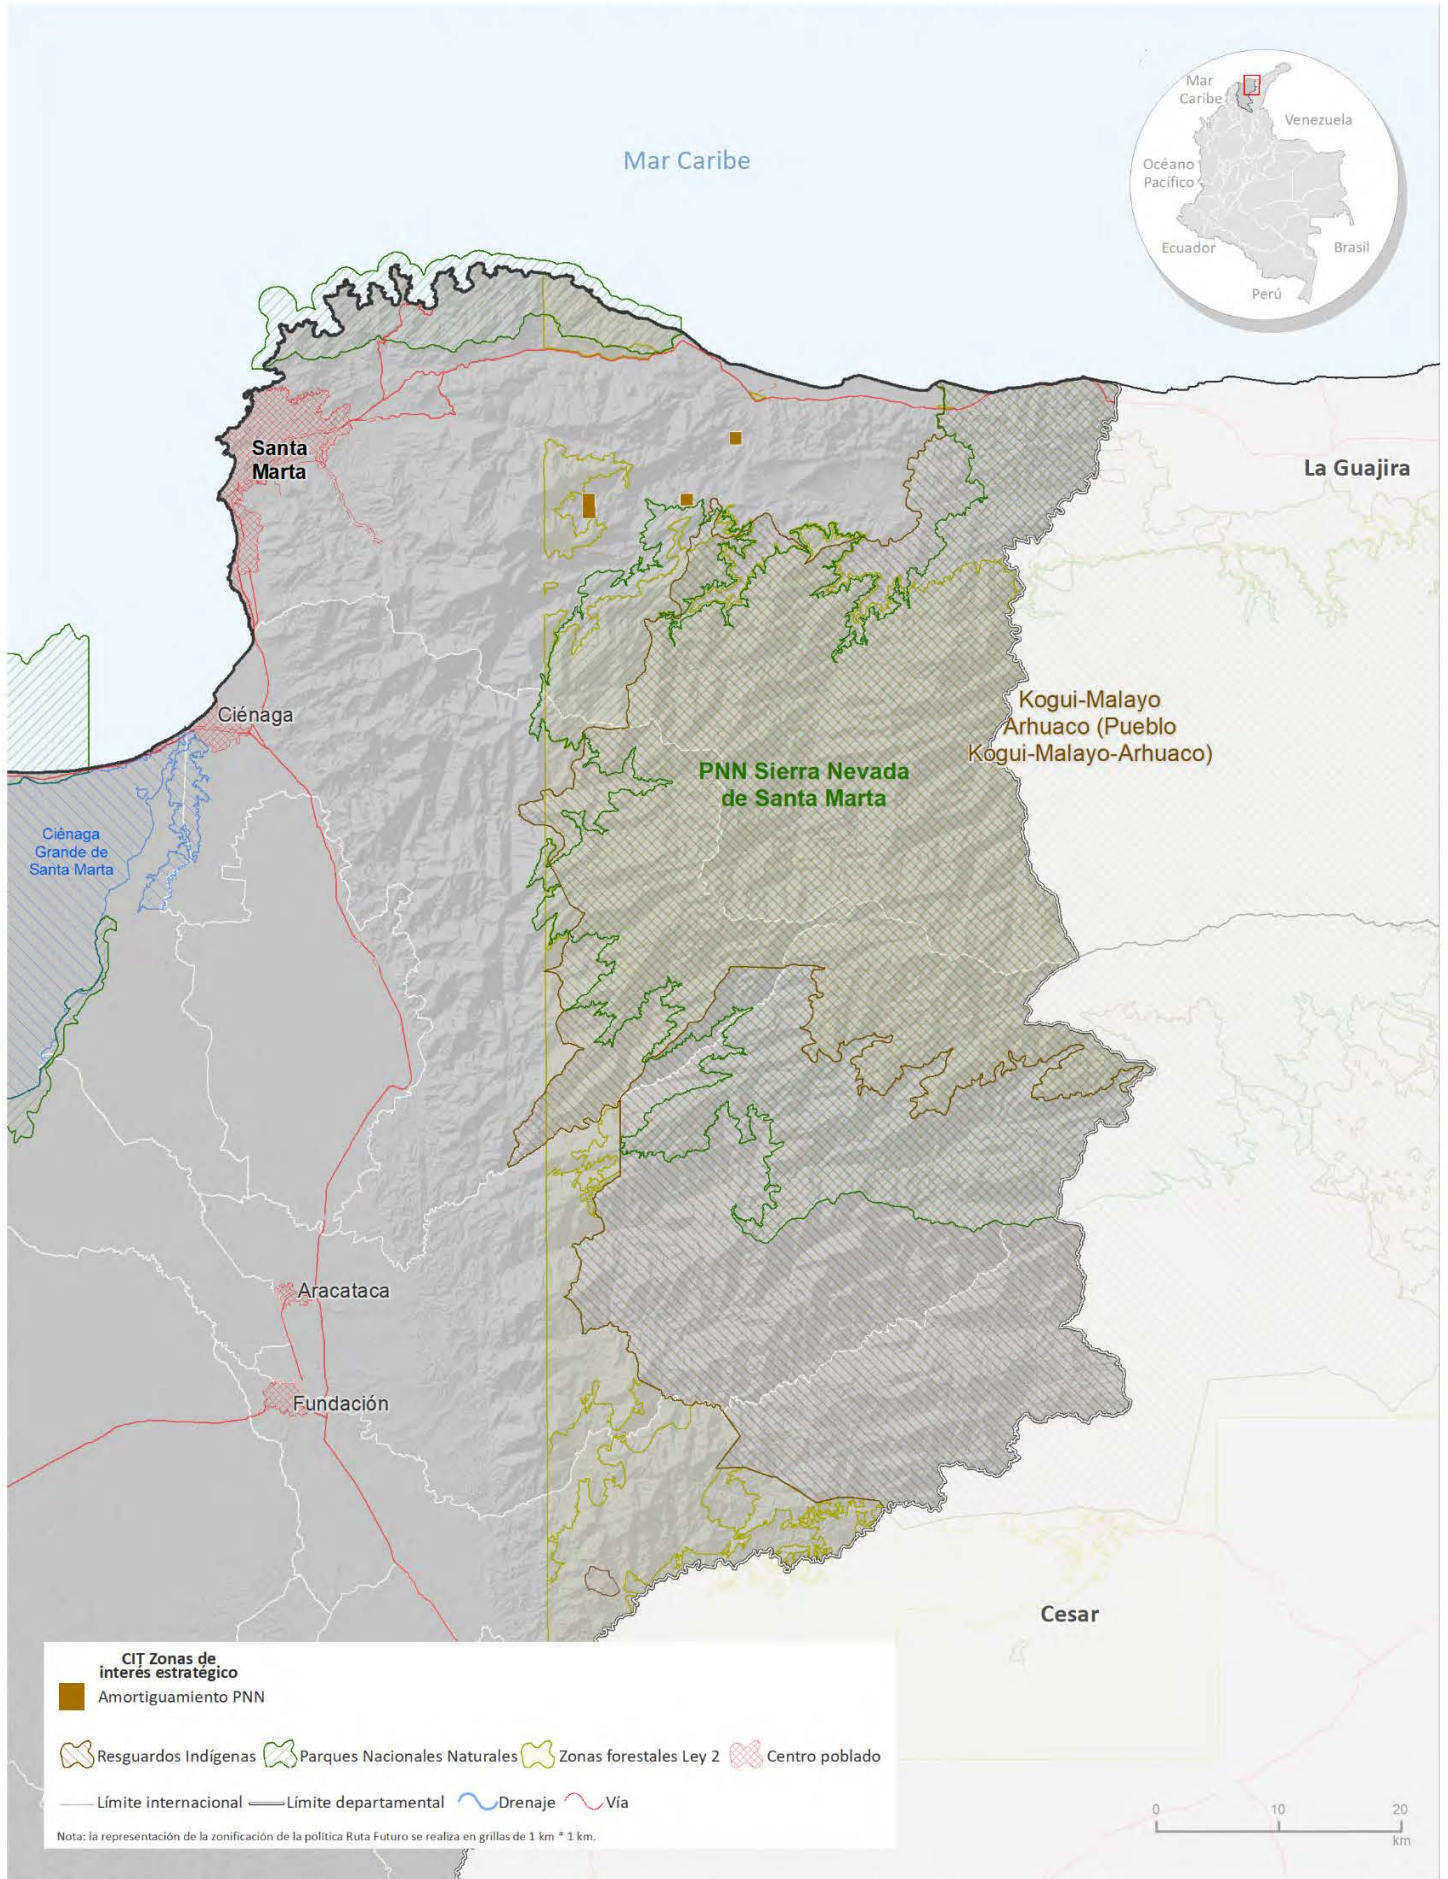 Mar
Caribe
Venezuela
Océano
Pacífico
Ecuador
Brasil
Perú
Mar Caribe
Santa
Marta
La Guajira
Kogui-Malayo
Arhuaco (Pueblo
Kogui-Malayo-Arhuaco)
Ciénaga
PNN Sierra Nevada
de Santa Marta
Ciénaga
Grande de
Santa Marta
Aracataca
Fundación
Cesar
CIT Zonas de
interés estratégico
Amortiguamiento PNN
Resguardos Indígenas
Parques Nacionales Naturales
Zonas forestales Ley 2
Centro poblado
Límite internacional
Límite departamental
Drenaje
Vía
Nota: la representación de la zonificación de la política Ruta Futuro se realiza en grillas de 1 km * 1 km.
0 10 20
km